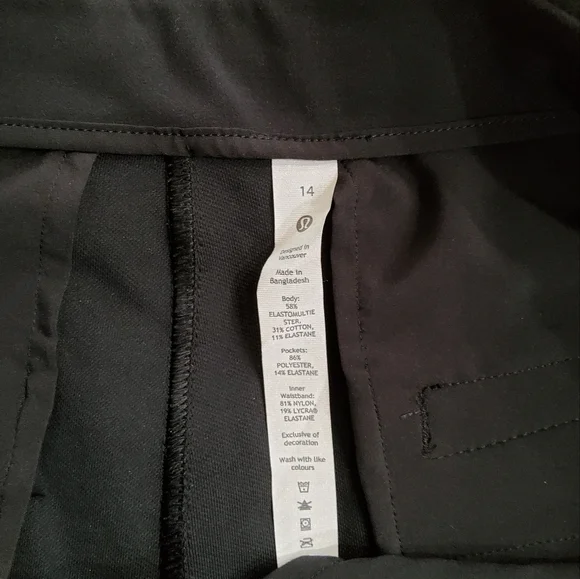 14
Designed in
Vancouver
Made in
Bangladesh
Body:
58%
ELASTOMULTIE
STER,
31% COTTON,
11% ELASTANE
Pockets:
86%
POLYESTER,
14% ELASTANE
Inner
Waistband:
81% NYLON,
19% LYCRA®
ELASTANE
Exclusive of
decoration
Wash with like
colours